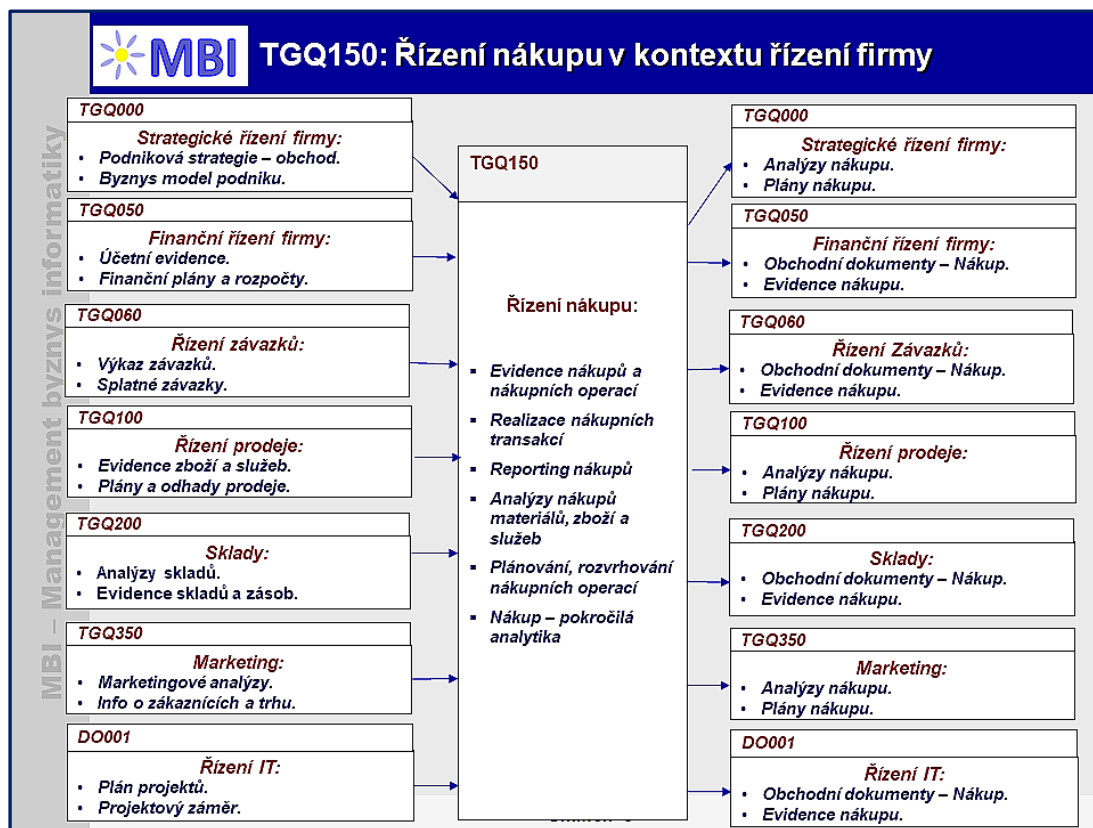 MBI
TGQ150: Řízení nákupu v kontextu řízení firmy
MBI – Management byznys informatiky
TGQ000
Strategické řízení firmy:
• Podniková strategie – obchod.
• Byznys model podniku.
TGQ050
Finanční řízení firmy:
• Účetní evidence.
• Finanční plány a rozpočty.
TGQ060
Řízení závazků:
• Výkaz závazků.
• Splatné závazky.
TGQ100
Řízení prodeje:
• Evidence zboží a služeb.
• Plány a odhady prodeje.
TGQ200
Sklady:
• Analýzy skladů.
• Evidence skladů a zásob.
TGQ350
Marketing:
• Marketingové analýzy.
• Info o zákaznících a trhu.
DO001
Řízení IT:
• Plán projektů.
• Projektový záměr.
TGQ150
Řízení nákupu:
▪ Evidence nákupů a
nákupních operací
▪ Realizace nákupních
transakcí
▪ Reporting nákupů
▪ Analýzy nákupů
materiálů, zboží a
služeb
▪ Plánování, rozvrhování
nákupních operací
▪ Nákup – pokročilá
analytika
TGQ000
Strategické řízení firmy:
• Analýzy nákupu.
• Plány nákupu.
TGQ050
Finanční řízení firmy:
• Obchodní dokumenty – Nákup.
• Evidence nákupu.
TGQ060
Řízení Závazků:
• Obchodní dokumenty – Nákup.
• Evidence nákupu.
TGQ100
Řízení prodeje:
• Analýzy nákupu.
• Plány nákupu.
TGQ200
Sklady:
• Obchodní dokumenty – Nákup.
• Evidence nákupu.
TGQ350
Marketing:
• Analýzy nákupu.
• Plány nákupu.
DO001
Řízení IT:
• Obchodní dokumenty – Nákup.
• Evidence nákupu.